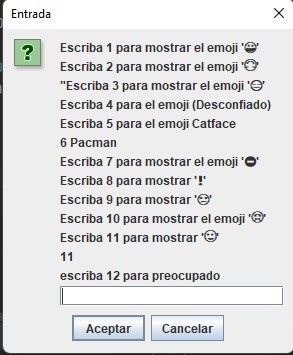 Entrada
Escriba 1 para mostrar el emoji '😀'
Escriba 2 para mostrar el emoji '🐵'
"Escriba 3 para mostrar el emoji '😑'
Escriba 4 para el emoji (Desconfiado)
Escriba 5 para el emoji Catface
6 Pacman
Escriba 7 para mostrar el emoji '⛔'
Escriba 8 para mostrar '!'
Escriba 9 para mostrar '😑'
Escriba 10 para mostrar el emoji '😍'
Escriba 11 para mostrar '🙂'
11
escriba 12 para preocupado
Aceptar
Cancelar